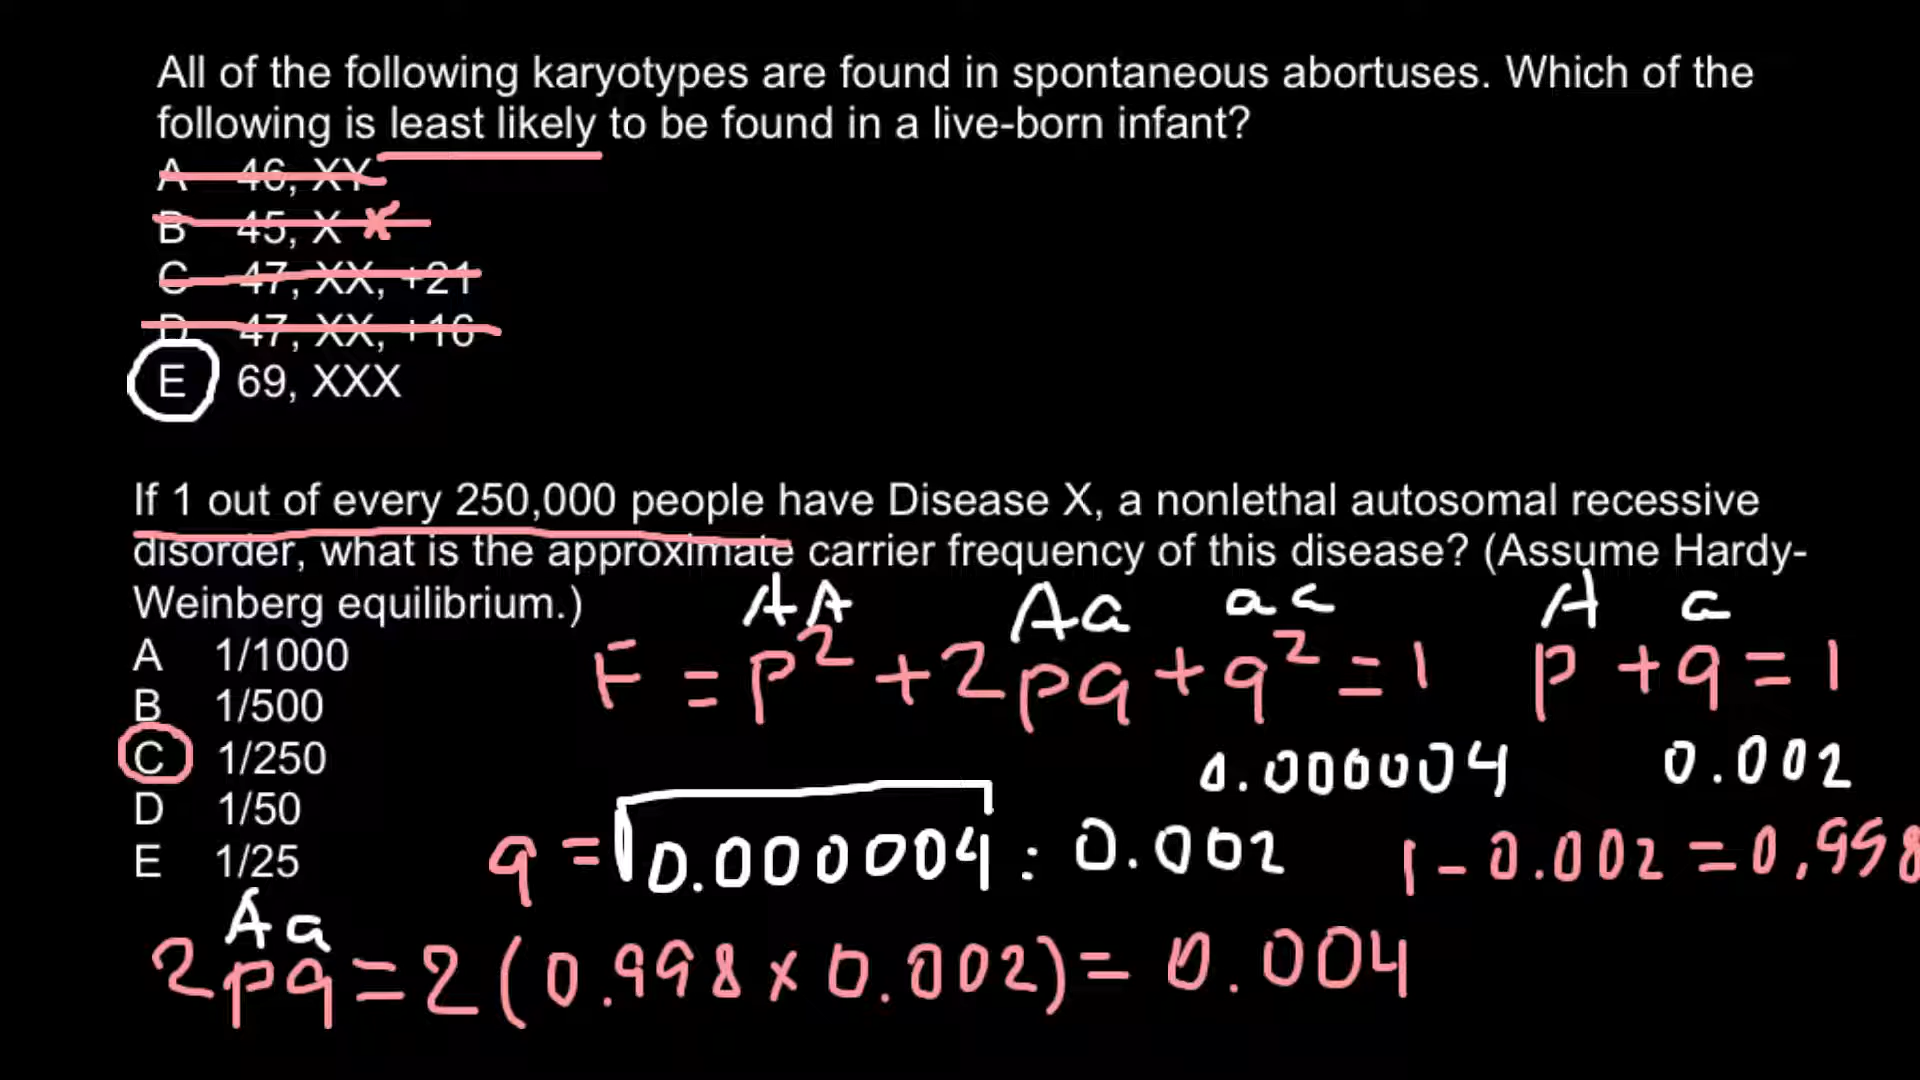 All of the following karyotypes are found in spontaneous abortuses. Which of the
following is least likely to be found in a live-born infant?
A 46, XY
B 45, X *
C 47, XX, +21
D 47, XX, +16
E 69, XXX
If 1 out of every 250,000 people have Disease X, a nonlethal autosomal recessive
disorder, what is the approximate carrier frequency of this disease? (Assume Hardy-
Weinberg equilibrium.)
AA Aa aa A a
A 1/1000
F = p² + 2pq + q² = 1 p + q = 1
B 1/500
C 1/250
0.000004 0.002
D 1/50
E 1/25
q = √0.000004 : 0.002 1 - 0.002 = 0,998
Aa
2pq = 2(0.998 x 0.002) = 0.004